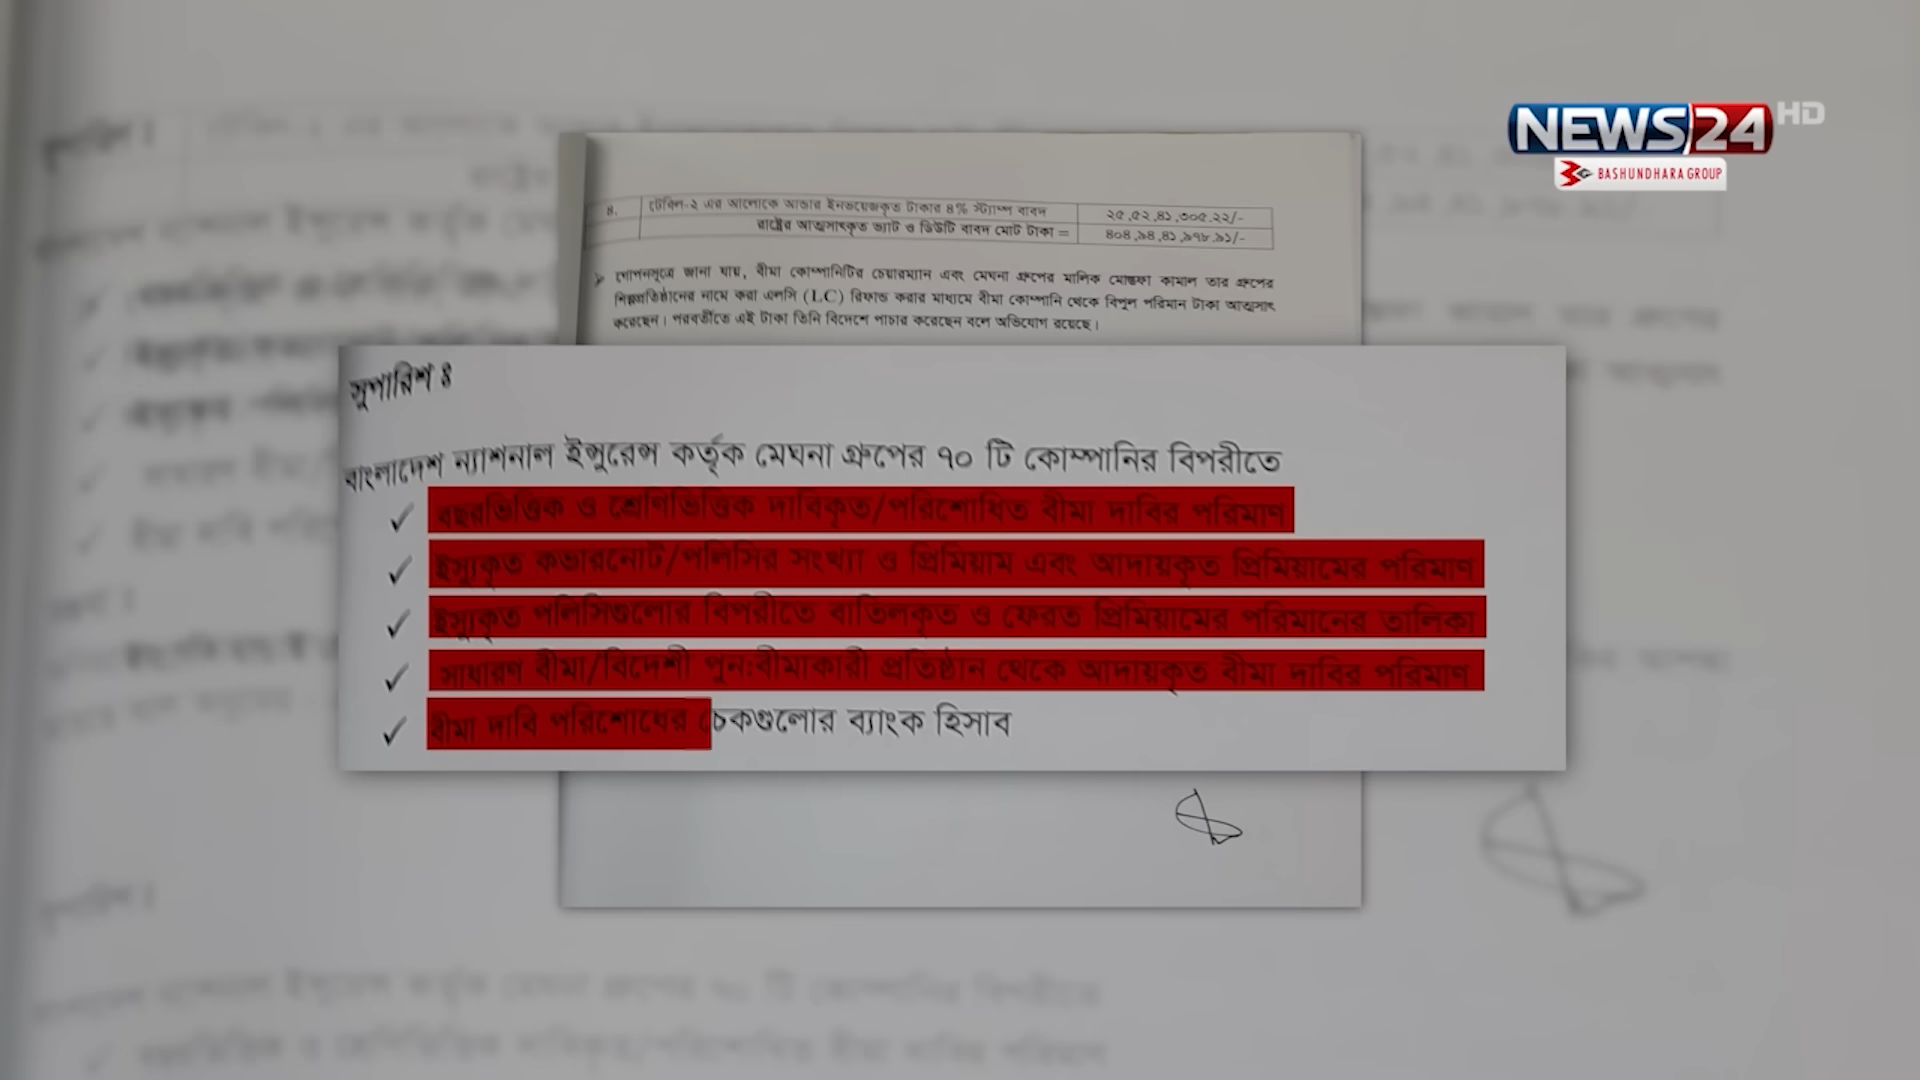 NEWS 24 HD
BASHUNDHARA GROUP
৪. টেবিল-২ এর আলোকে আন্ডার ইনভয়েজকৃত টাকার ৪% স্ট্যাম্প বাবদ ২৫,৫২,৪১,৩০৫.২২/-
রাষ্ট্রের আত্মসাৎকৃত ভ্যাট ও ডিউটি বাবদ মোট টাকা = ৪০৪,৯৪,৪১,৯৭৮.৯১/-
গোপনসূত্রে জানা যায়, বীমা কোম্পানিটির চেয়ারম্যান এবং মেঘনা গ্রুপের মালিক মোস্তফা কামাল তার গ্রুপের
শিল্পপ্রতিষ্ঠানের নামে করা এলসি (LC) রিফান্ড করার মাধ্যমে বীমা কোম্পানি থেকে বিপুল পরিমান টাকা আত্মসাৎ
করেছেন। পরবর্তীতে এই টাকা তিনি বিদেশে পাচার করেছেন বলে অভিযোগ রয়েছে।
সুপারিশ ঃ
বাংলাদেশ ন্যাশনাল ইন্সুরেন্স কর্তৃক মেঘনা গ্রুপের ৭০ টি কোম্পানির বিপরীতে
✓ বছরভিত্তিক ও শ্রেণিভিত্তিক দাবিকৃত/পরিশোধিত বীমা দাবির পরিমাণ
✓ ইস্যুকৃত কভারনোট/পলিসির সংখ্যা ও প্রিমিয়াম এবং আদায়কৃত প্রিমিয়ামের পরিমাণ
✓ ইস্যুকৃত পলিসিগুলোর বিপরীতে বাতিলকৃত ও ফেরত প্রিমিয়ামের পরিমানের তালিকা
✓ সাধারণ বীমা/বিদেশী পুন:বীমাকারী প্রতিষ্ঠান থেকে আদায়কৃত বীমা দাবির পরিমাণ
✓ বীমা দাবি পরিশোধের চেকগুলোর ব্যাংক হিসাব